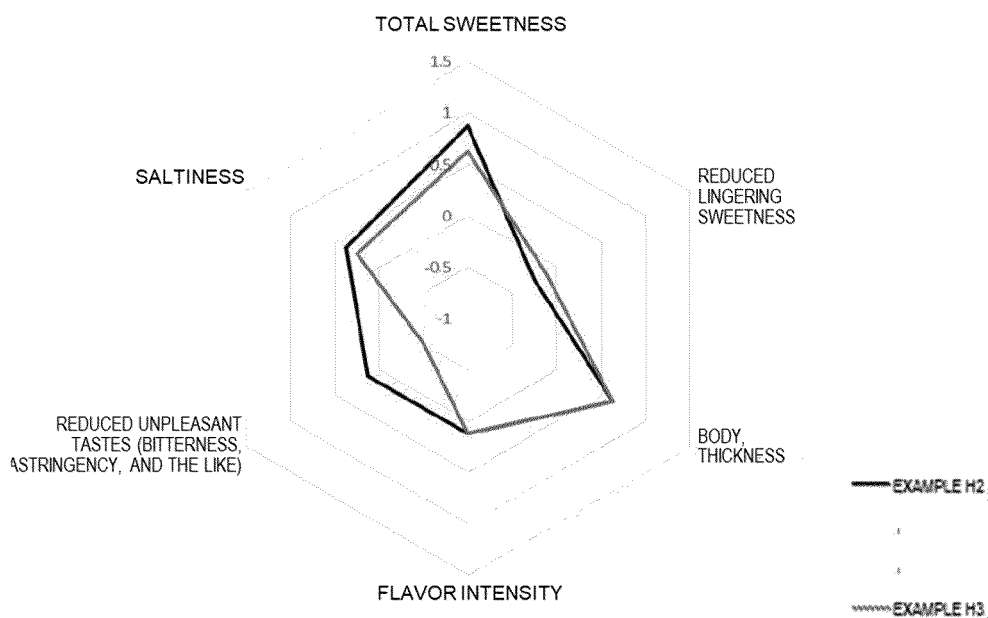 TOTAL SWEETNESS
1.5
1
0.5
0
-0.5
-1
SALTINESS
REDUCED
LINGERING
SWEETNESS
REDUCED UNPLEASANT
TASTES (BITTERNESS,
ASTRINGENCY, AND THE LIKE)
BODY,
THICKNESS
FLAVOR INTENSITY
EXAMPLE H2
EXAMPLE H3